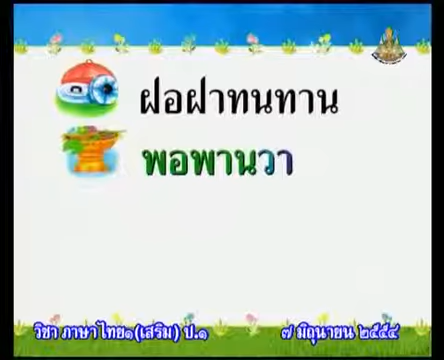 ฝอฝาทนทาน
พอพานวา
วิชา ภาษาไทย๑(เสริม) ป.๑
๗ มิถุนายน ๒๕๕๔